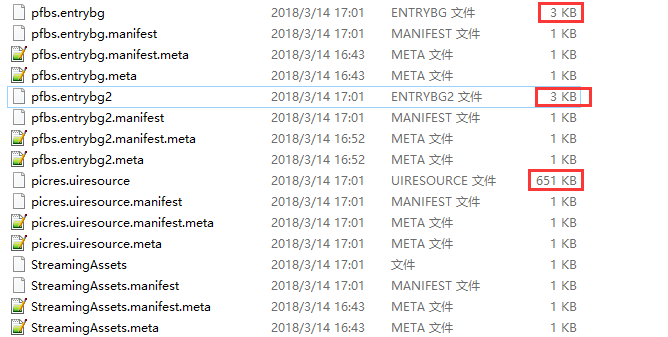 pfbs.entrybg 2018/3/14 17:01 ENTRYBG 文件 3 KB
pfbs.entrybg.manifest 2018/3/14 17:01 MANIFEST 文件 1 KB
pfbs.entrybg.manifest.meta 2018/3/14 16:43 META 文件 1 KB
pfbs.entrybg.meta 2018/3/14 16:43 META 文件 1 KB
pfbs.entrybg2 2018/3/14 17:01 ENTRYBG2 文件 3 KB
pfbs.entrybg2.manifest 2018/3/14 17:01 MANIFEST 文件 1 KB
pfbs.entrybg2.manifest.meta 2018/3/14 16:52 META 文件 1 KB
pfbs.entrybg2.meta 2018/3/14 16:52 META 文件 1 KB
picres.uiresource 2018/3/14 17:01 UIRESOURCE 文件 651 KB
picres.uiresource.manifest 2018/3/14 17:01 MANIFEST 文件 1 KB
picres.uiresource.manifest.meta 2018/3/14 16:43 META 文件 1 KB
picres.uiresource.meta 2018/3/14 16:43 META 文件 1 KB
StreamingAssets 2018/3/14 17:01 文件 1 KB
StreamingAssets.manifest 2018/3/14 17:01 MANIFEST 文件 1 KB
StreamingAssets.manifest.meta 2018/3/14 16:43 META 文件 1 KB
StreamingAssets.meta 2018/3/14 16:43 META 文件 1 KB